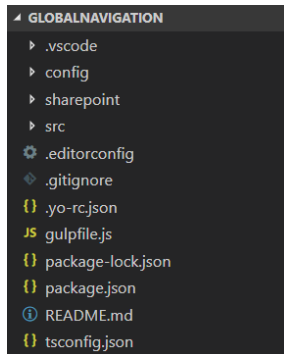 GLOBALNAVIGATION
.vscode
config
sharepoint
src
.editorconfig
.gitignore
{} .yo-rc.json
JS gulpfile.js
{} package-lock.json
{} package.json
README.md
{} tsconfig.json